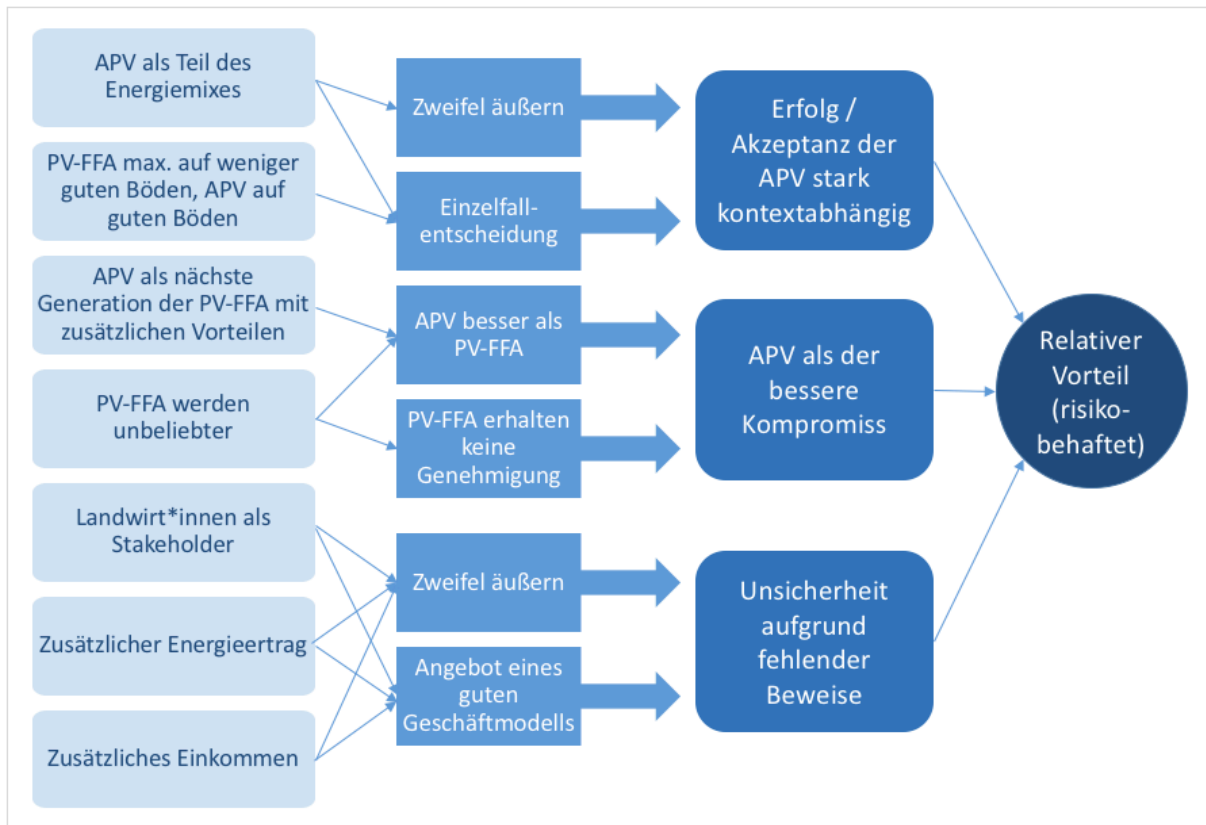 APV als Teil des
Energiemixes
PV-FFA max. auf weniger
guten Böden, APV auf
guten Böden
APV als nächste
Generation der PV-FFA mit
zusätzlichen Vorteilen
PV-FFA werden
unbeliebter
Landwirt*innen als
Stakeholder
Zusätzlicher Energieertrag
Zusätzliches Einkommen
Zweifel äußern
Einzelfall-
entscheidung
APV besser als
PV-FFA
PV-FFA erhalten
keine
Genehmigung
Zweifel äußern
Angebot eines
guten
Geschäftmodells
Erfolg /
Akzeptanz der
APV stark
kontextabhängig
APV als der
bessere
Kompromiss
Unsicherheit
aufgrund
fehlender
Beweise
Relativer
Vorteil
(risiko-
behaftet)